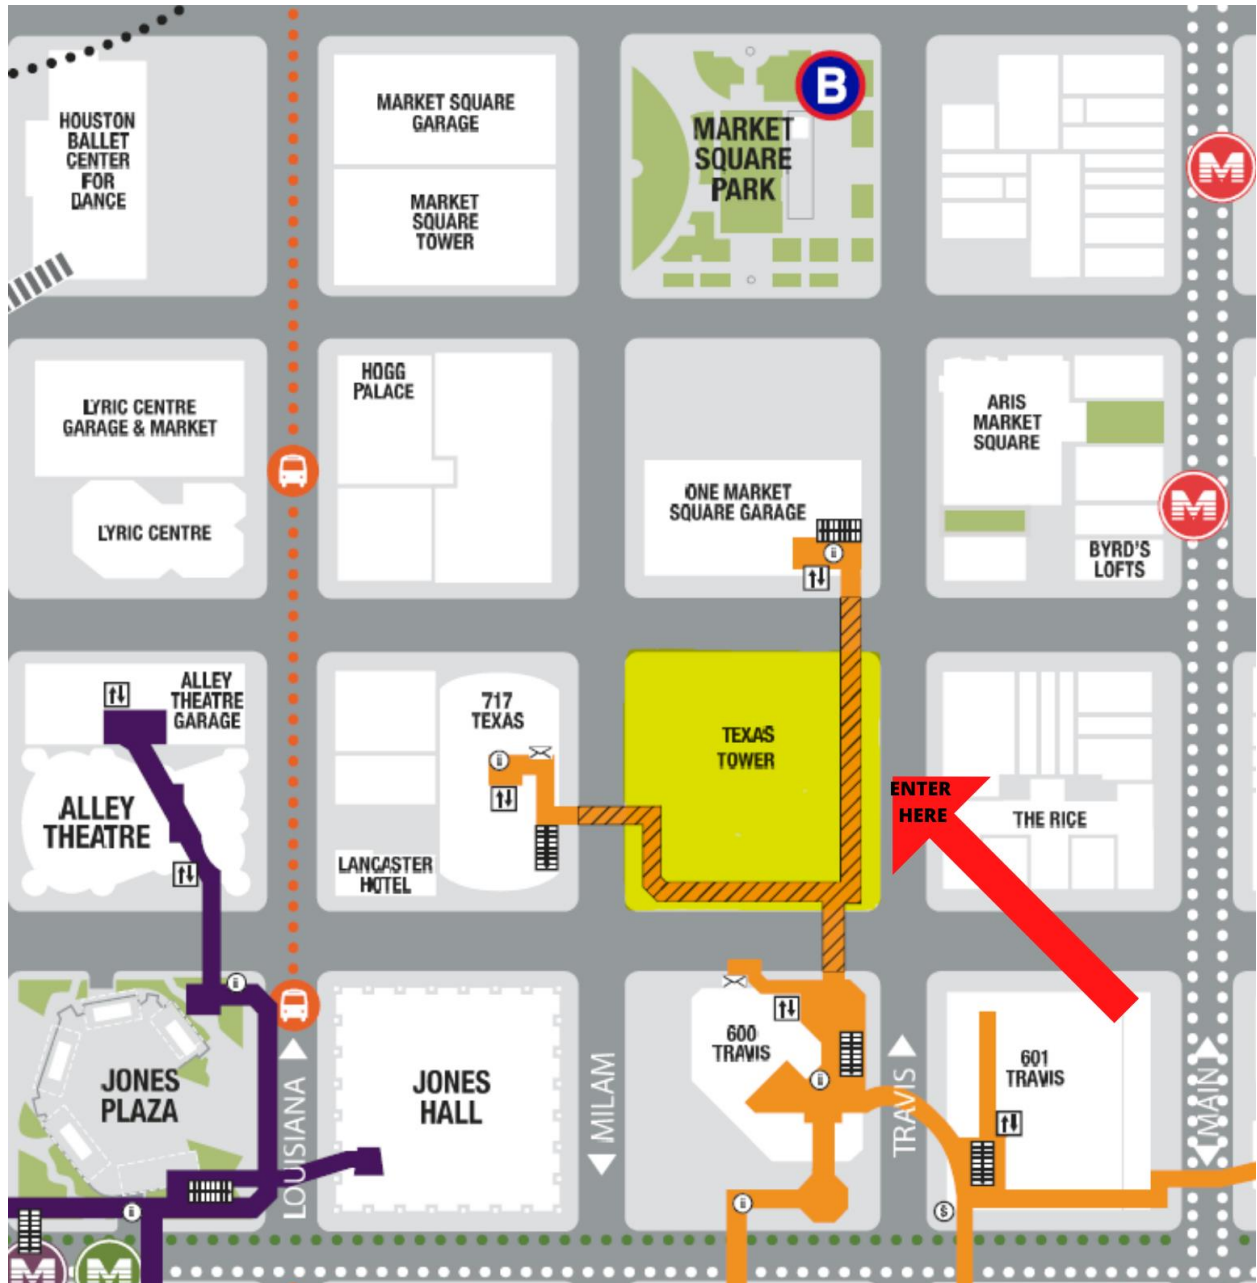 HOUSTON
BALLET
CENTER
FOR
DANCE
MARKET SQUARE
GARAGE
MARKET
SQUARE
TOWER
B
MARKET
SQUARE
PARK
M
LYRIC CENTRE
GARAGE & MARKET
LYRIC CENTRE
HOGG
PALACE
ONE MARKET
SQUARE GARAGE
i
ARIS
MARKET
SQUARE
M
BYRD'S
LOFTS
ALLEY
THEATRE
GARAGE
ALLEY
THEATRE
717
TEXAS
i
LANCASTER
HOTEL
TEXAS
TOWER
ENTER
HERE
THE RICE
i
JONES
PLAZA
LOUISIANA
JONES
HALL
MILAM
600
TRAVIS
i
TRAVIS
601
TRAVIS
MAIN
i
i
$
M
M